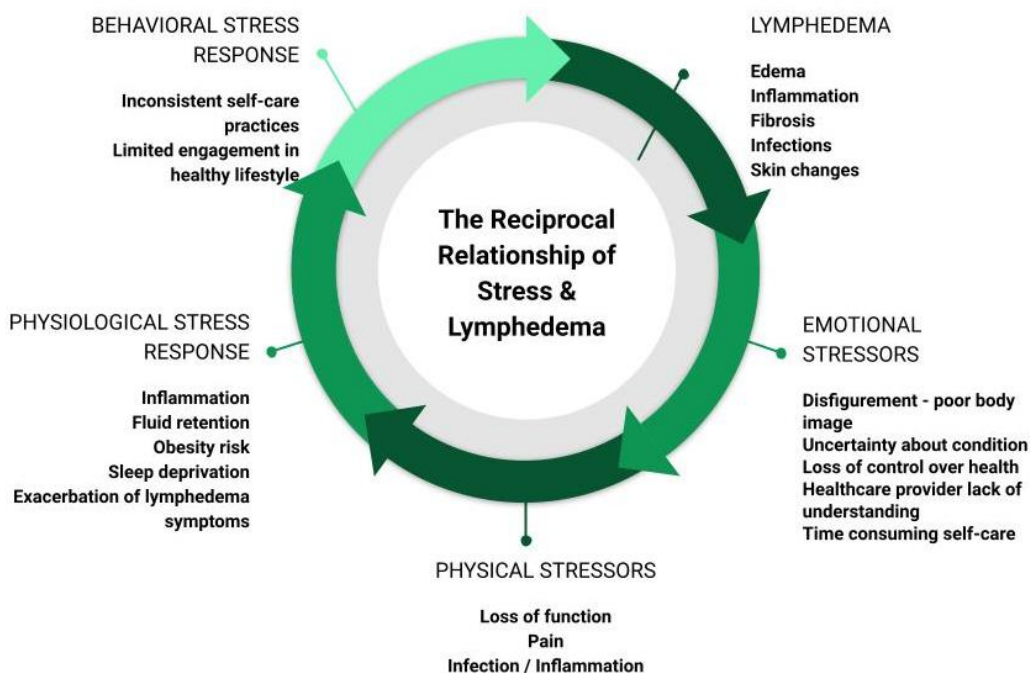 BEHAVIORAL STRESS
RESPONSE
Inconsistent self-care
practices
Limited engagement in
healthy lifestyle
LYMPHEDEMA
Edema
Inflammation
Fibrosis
Infections
Skin changes
The Reciprocal
Relationship of
Stress &
Lymphedema
EMOTIONAL
STRESSORS
Disfigurement - poor body
image
Uncertainty about condition
Loss of control over health
Healthcare provider lack of
understanding
Time consuming self-care
PHYSICAL STRESSORS
Loss of function
Pain
Infection / Inflammation
PHYSIOLOGICAL STRESS
RESPONSE
Inflammation
Fluid retention
Obesity risk
Sleep deprivation
Exacerbation of lymphedema
symptoms